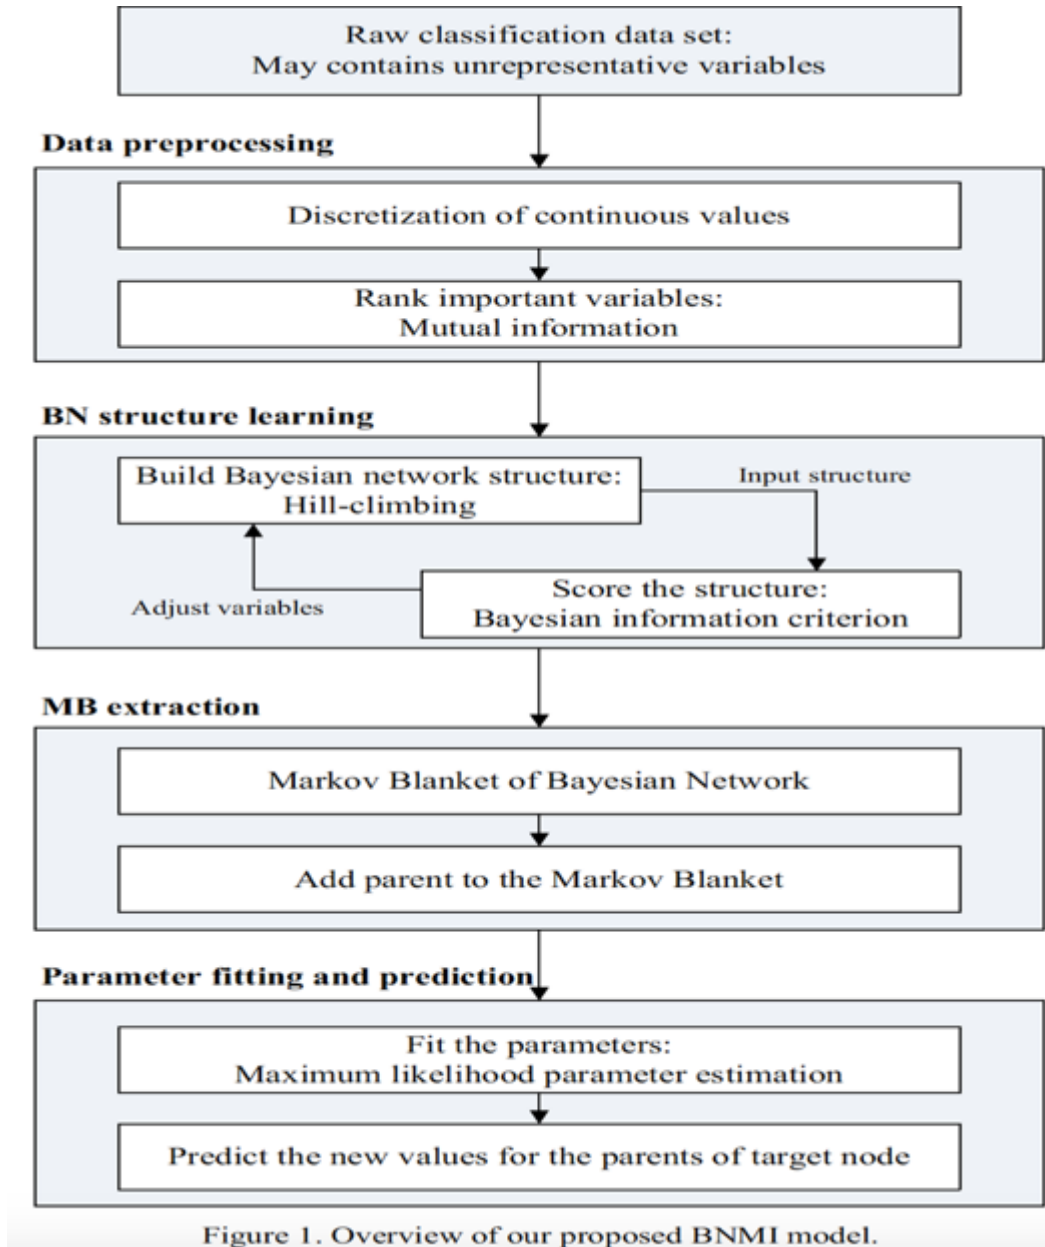 Raw classification data set:
May contains unrepresentative variables
Data preprocessing
Discretization of continuous values
Rank important variables:
Mutual information
BN structure learning
Build Bayesian network structure:
Hill-climbing
Input structure
Score the structure:
Bayesian information criterion
Adjust variables
MB extraction
Markov Blanket of Bayesian Network
Add parent to the Markov Blanket
Parameter fitting and prediction
Fit the parameters:
Maximum likelihood parameter estimation
Predict the new values for the parents of target node
Figure 1. Overview of our proposed BNMI model.